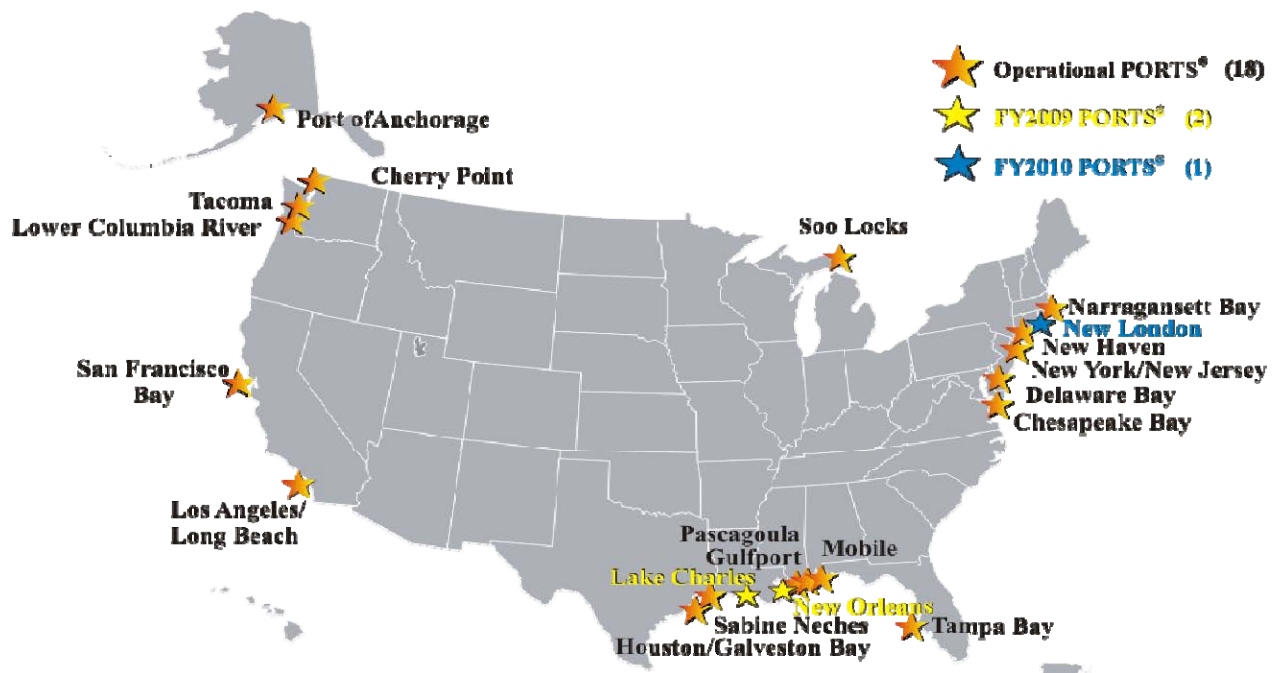 Operational PORTS® (18)
FY2009 PORTS® (2)
FY2010 PORTS® (1)
Port ofAnchorage
Cherry Point
Tacoma
Lower Columbia River
Soo Locks
Narragansett Bay
New London
New Haven
New York/New Jersey
Delaware Bay
Chesapeake Bay
San Francisco
Bay
Los Angeles/
Long Beach
Pascagoula
Gulfport
Mobile
Lake Charles
New Orleans
Sabine Neches
Houston/Galveston Bay
Tampa Bay